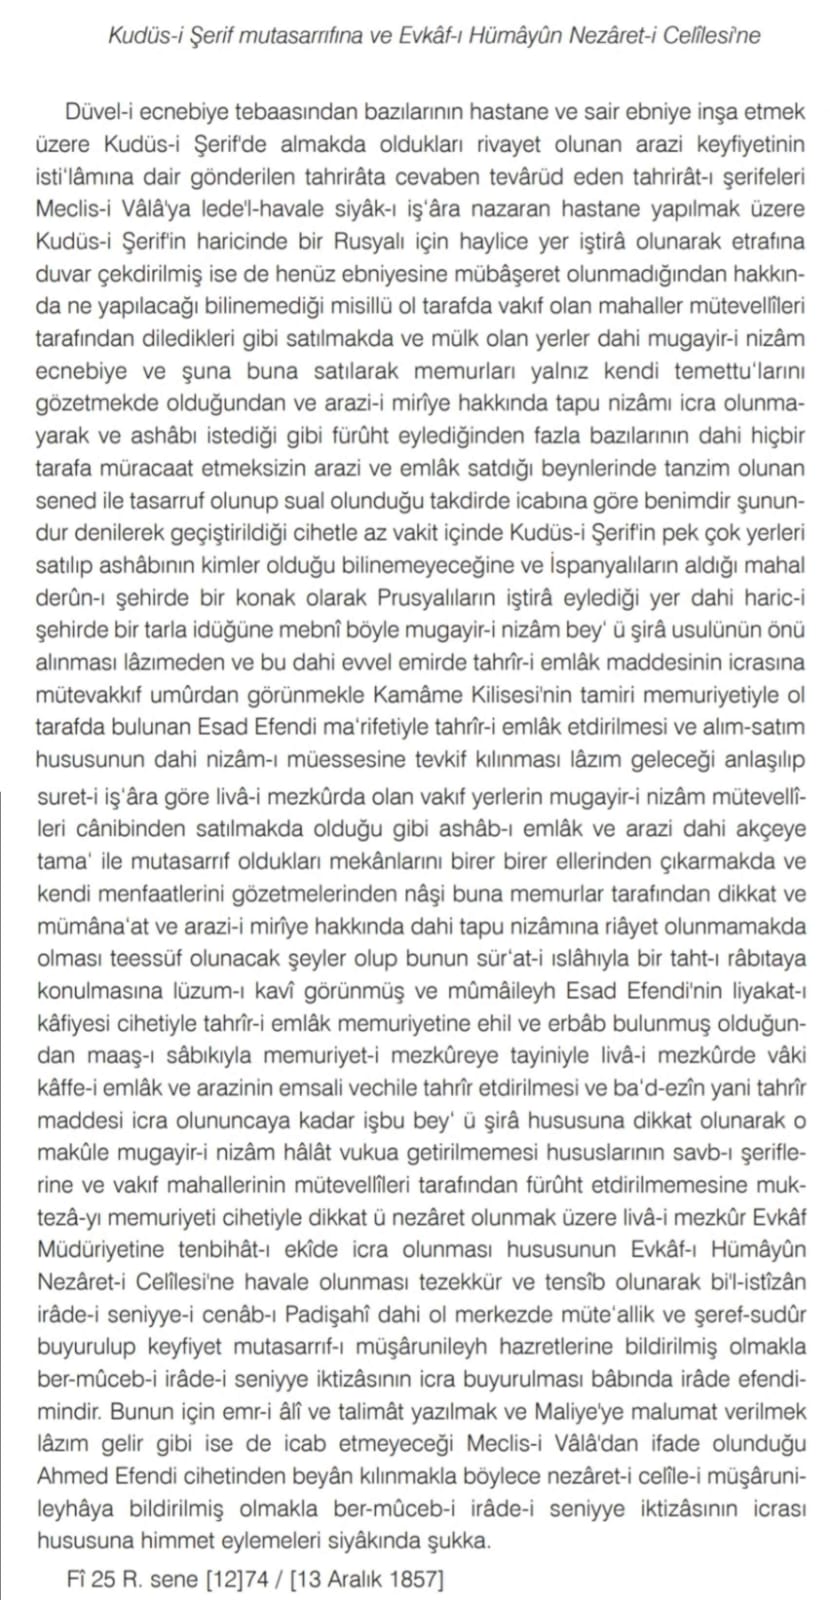 Kudüs-i Şerif mutasarrıfına ve Evkâf-ı Hümâyûn Nezâret-i Celîlesi'ne
Düvel-i ecnebiye tebaasından bazılarının hastane ve sair ebniye inşa etmek
üzere Kudüs-i Şerif'de almakda oldukları rivayet olunan arazi keyfiyetinin
isti'lâmına dair gönderilen tahrirâta cevaben tevârüd eden tahrirât-ı şerifeleri
Meclis-i Vâlâ'ya lede'l-havale siyâk-ı iş'âra nazaran hastane yapılmak üzere
Kudüs-i Şerif'in haricinde bir Rusyalı için haylice yer iştirâ olunarak etrafına
duvar çekdirilmiş ise de henüz ebniyesine mübâşeret olunmadığından hakkın-
da ne yapılacağı bilinemediği misillü ol tarafda vakıf olan mahaller mütevellîleri
tarafından diledikleri gibi satılmakda ve mülk olan yerler dahi mugayir-i nizâm
ecnebiye ve şuna buna satılarak memurları yalnız kendi temettu'larını
gözetmekde olduğundan ve arazi-i mirîye hakkında tapu nizâmı icra olunma-
yarak ve ashâbı istediği gibi fürûht eylediğinden fazla bazılarının dahi hiçbir
tarafa müracaat etmeksizin arazi ve emlâk satdığı beynlerinde tanzim olunan
sened ile tasarruf olunup sual olunduğu takdirde icabına göre benimdir şunun-
dur denilerek geçiştirildiği cihetle az vakit içinde Kudüs-i Şerif'in pek çok yerleri
satılıp ashâbının kimler olduğu bilinemeyeceğine ve İspanyalıların aldığı mahal
derûn-ı şehirde bir konak olarak Prusyalıların iştirâ eylediği yer dahi haric-i
şehirde bir tarla idüğüne mebnî böyle mugayir-i nizâm bey' ü şirâ usulünün önü
alınması lâzımeden ve bu dahi evvel emirde tahrîr-i emlâk maddesinin icrasına
mütevakkıf umûrdan görünmekle Kamâme Kilisesi'nin tamiri memuriyetiyle ol
tarafda bulunan Esad Efendi ma'rifetiyle tahrîr-i emlâk etdirilmesi ve alım-satım
hususunun dahi nizâm-ı müessesine tevkif kılınması lâzım geleceği anlaşılıp
suret-i iş'âra göre livâ-i mezkûrda olan vakıf yerlerin mugayir-i nizâm mütevellî-
leri cânibinden satılmakda olduğu gibi ashâb-ı emlâk ve arazi dahi akçeye
tama' ile mutasarrıf oldukları mekânlarını birer birer ellerinden çıkarmakda ve
kendi menfaatlerini gözetmelerinden nâşi buna memurlar tarafından dikkat ve
mümâna'at ve arazi-i mirîye hakkında dahi tapu nizâmına riâyet olunmamakda
olması teessüf olunacak şeyler olup bunun sür'at-i ıslâhıyla bir taht-ı râbıtaya
konulmasına lüzum-ı kavî görünmüş ve mûmâileyh Esad Efendi'nin liyakat-ı
kâfiyesi cihetiyle tahrîr-i emlâk memuriyetine ehil ve erbâb bulunmuş olduğun-
dan maaş-ı sâbıkıyla memuriyet-i mezkûreye tayiniyle livâ-i mezkûrde vâki
kâffe-i emlâk ve arazinin emsali vechile tahrîr etdirilmesi ve ba'd-ezîn yani tahrîr
maddesi icra olununcaya kadar işbu bey' ü şirâ hususuna dikkat olunarak o
makûle mugayir-i nizâm hâlât vukua getirilmemesi hususlarının savb-ı şerifle-
rine ve vakıf mahallerinin mütevellîleri tarafından fürûht etdirilmemesine muk-
tezâ-yı memuriyeti cihetiyle dikkat ü nezâret olunmak üzere livâ-i mezkûr Evkâf
Müdüriyetine tenbihât-ı ekîde icra olunması hususunun Evkâf-ı Hümâyûn
Nezâret-i Celîlesi'ne havale olunması tezekkür ve tensîb olunarak bi'l-istîzân
irâde-i seniyye-i cenâb-ı Padişahî dahi ol merkezde müte'allik ve şeref-sudûr
buyurulup keyfiyet mutasarrıf-ı müşârunileyh hazretlerine bildirilmiş olmakla
ber-mûceb-i irâde-i seniyye iktizâsının icra buyurulması bâbında irâde efendi-
mindir. Bunun için emr-i âlî ve talimât yazılmak ve Maliye'ye malumat verilmek
lâzım gelir gibi ise de icab etmeyeceği Meclis-i Vâlâ'dan ifade olunduğu
Ahmed Efendi cihetinden beyân kılınmakla böylece nezâret-i celîle-i müşâruni-
leyhâya bildirilmiş olmakla ber-mûceb-i irâde-i seniyye iktizâsının icrası
hususuna himmet eylemeleri siyâkında şukka.
Fî 25 R. sene [12]74 / [13 Aralık 1857]